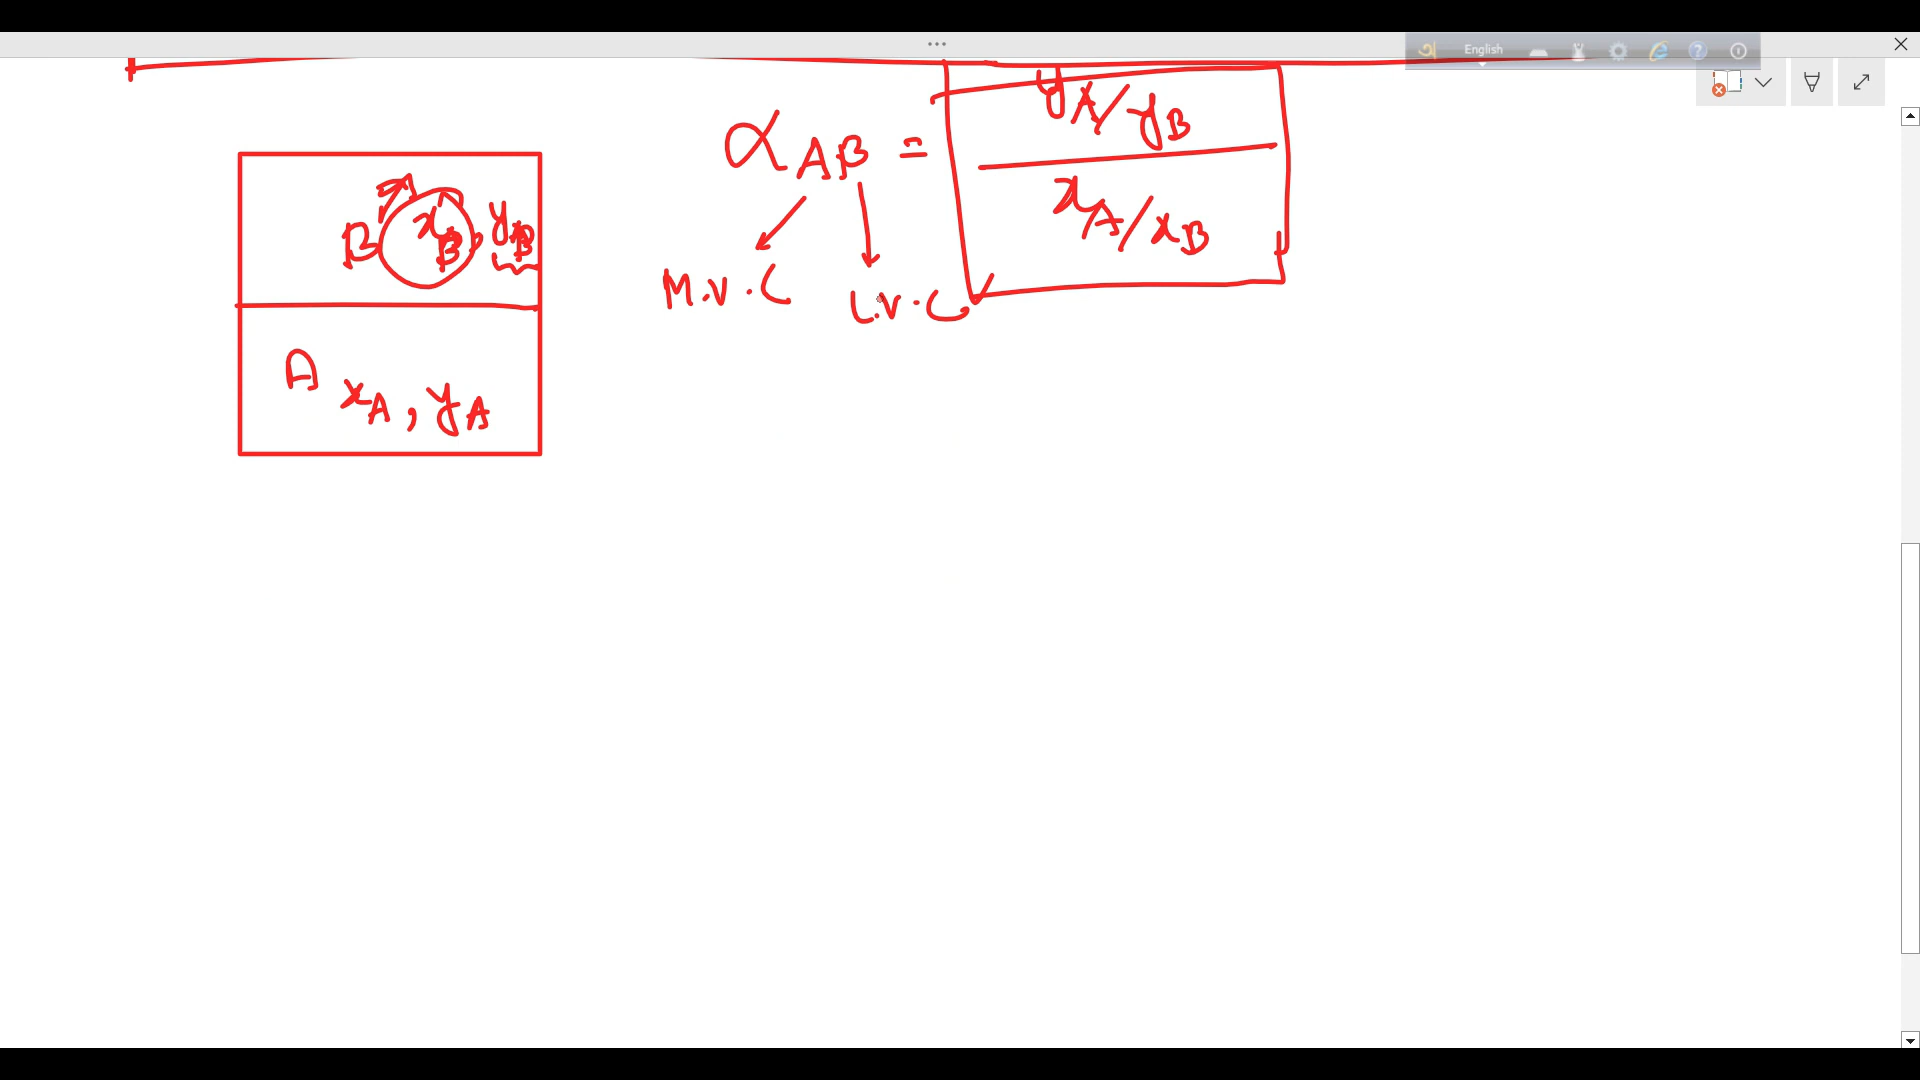 English
α_AB = (y_A/y_B) / (x_A/x_B)
B x_B, y_B
M.V.C L.V.C
A x_A, y_A